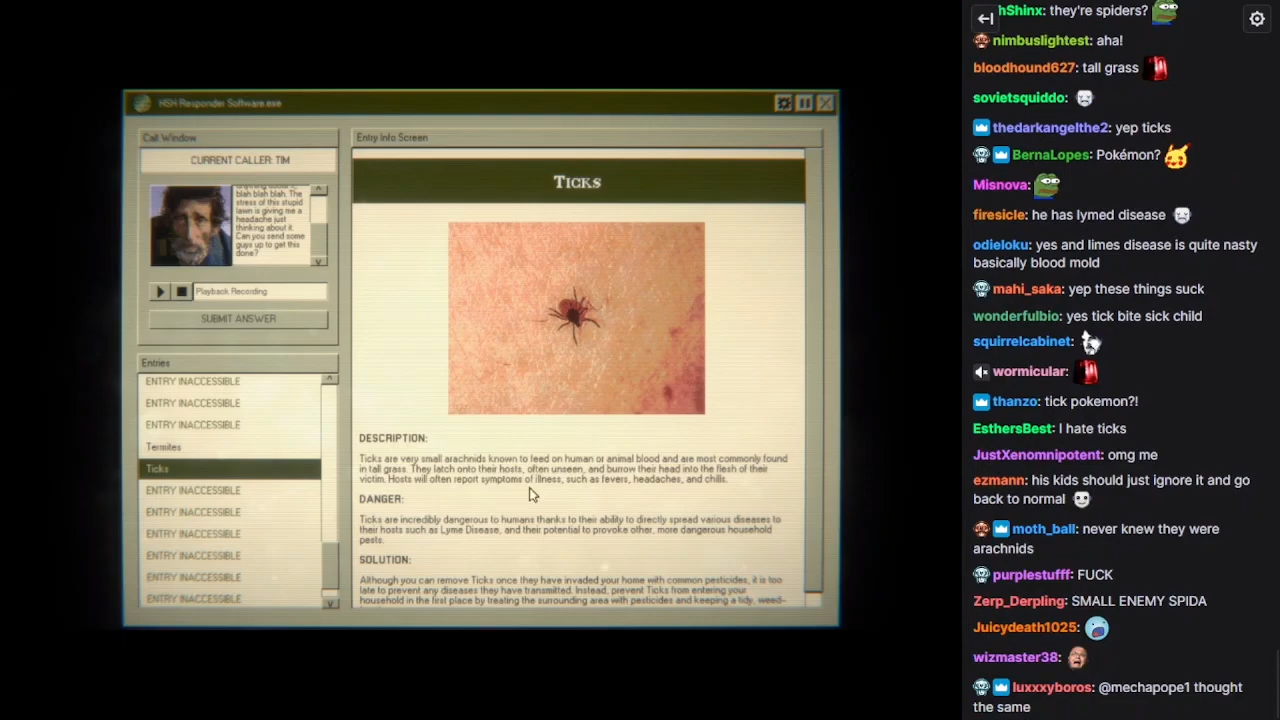 HSH Responder Software.exe
Call Window
CURRENT CALLER: TIM
blah blah blah. The
stress of this stupid
lawn is giving me a
headache just
thinking about it.
Can you send some
guys up to get this
done?
Playback Recording
SUBMIT ANSWER
Entries
ENTRY INACCESSIBLE
ENTRY INACCESSIBLE
ENTRY INACCESSIBLE
Termites
Ticks
ENTRY INACCESSIBLE
ENTRY INACCESSIBLE
ENTRY INACCESSIBLE
ENTRY INACCESSIBLE
ENTRY INACCESSIBLE
ENTRY INACCESSIBLE
Entry Info Screen
TICKS
DESCRIPTION:
Ticks are very small arachnids known to feed on human or animal blood and are most commonly found
in tall grass. They latch onto their hosts, often unseen, and burrow their head into the flesh of their
victim. Hosts will often report symptoms of illness, such as fevers, headaches, and chills.
DANGER:
Ticks are incredibly dangerous to humans thanks to their ability to directly spread various diseases to
their hosts such as Lyme Disease, and their potential to provoke other, more dangerous household
pests.
SOLUTION:
Although you can remove Ticks once they have invaded your home with common pesticides, it is too
late to prevent any diseases they have transmitted. Instead, prevent Ticks from entering your
household in the first place by treating the surrounding area with pesticides and keeping a tidy, weed-
hShinx: they're spiders?
nimbuslightest: aha!
bloodhound627: tall grass
sovietsquiddo:
thedarkangelthe2: yep ticks
BernaLopes: Pokémon?
Misnova:
firesicle: he has lymed disease
odieloku: yes and limes disease is quite nasty
basically blood mold
mahi_saka: yep these things suck
wonderfulbio: yes tick bite sick child
squirrelcabinet:
wormicular:
thanzo: tick pokemon?!
EsthersBest: I hate ticks
JustXenomnipotent: omg me
ezmann: his kids should just ignore it and go
back to normal
moth_ball: never knew they were
arachnids
purplestufff: FUCK
Zerp_Derpling: SMALL ENEMY SPIDA
Juicydeath1025:
wizmaster38:
luxxxyboros: @mechapope1 thought
the same